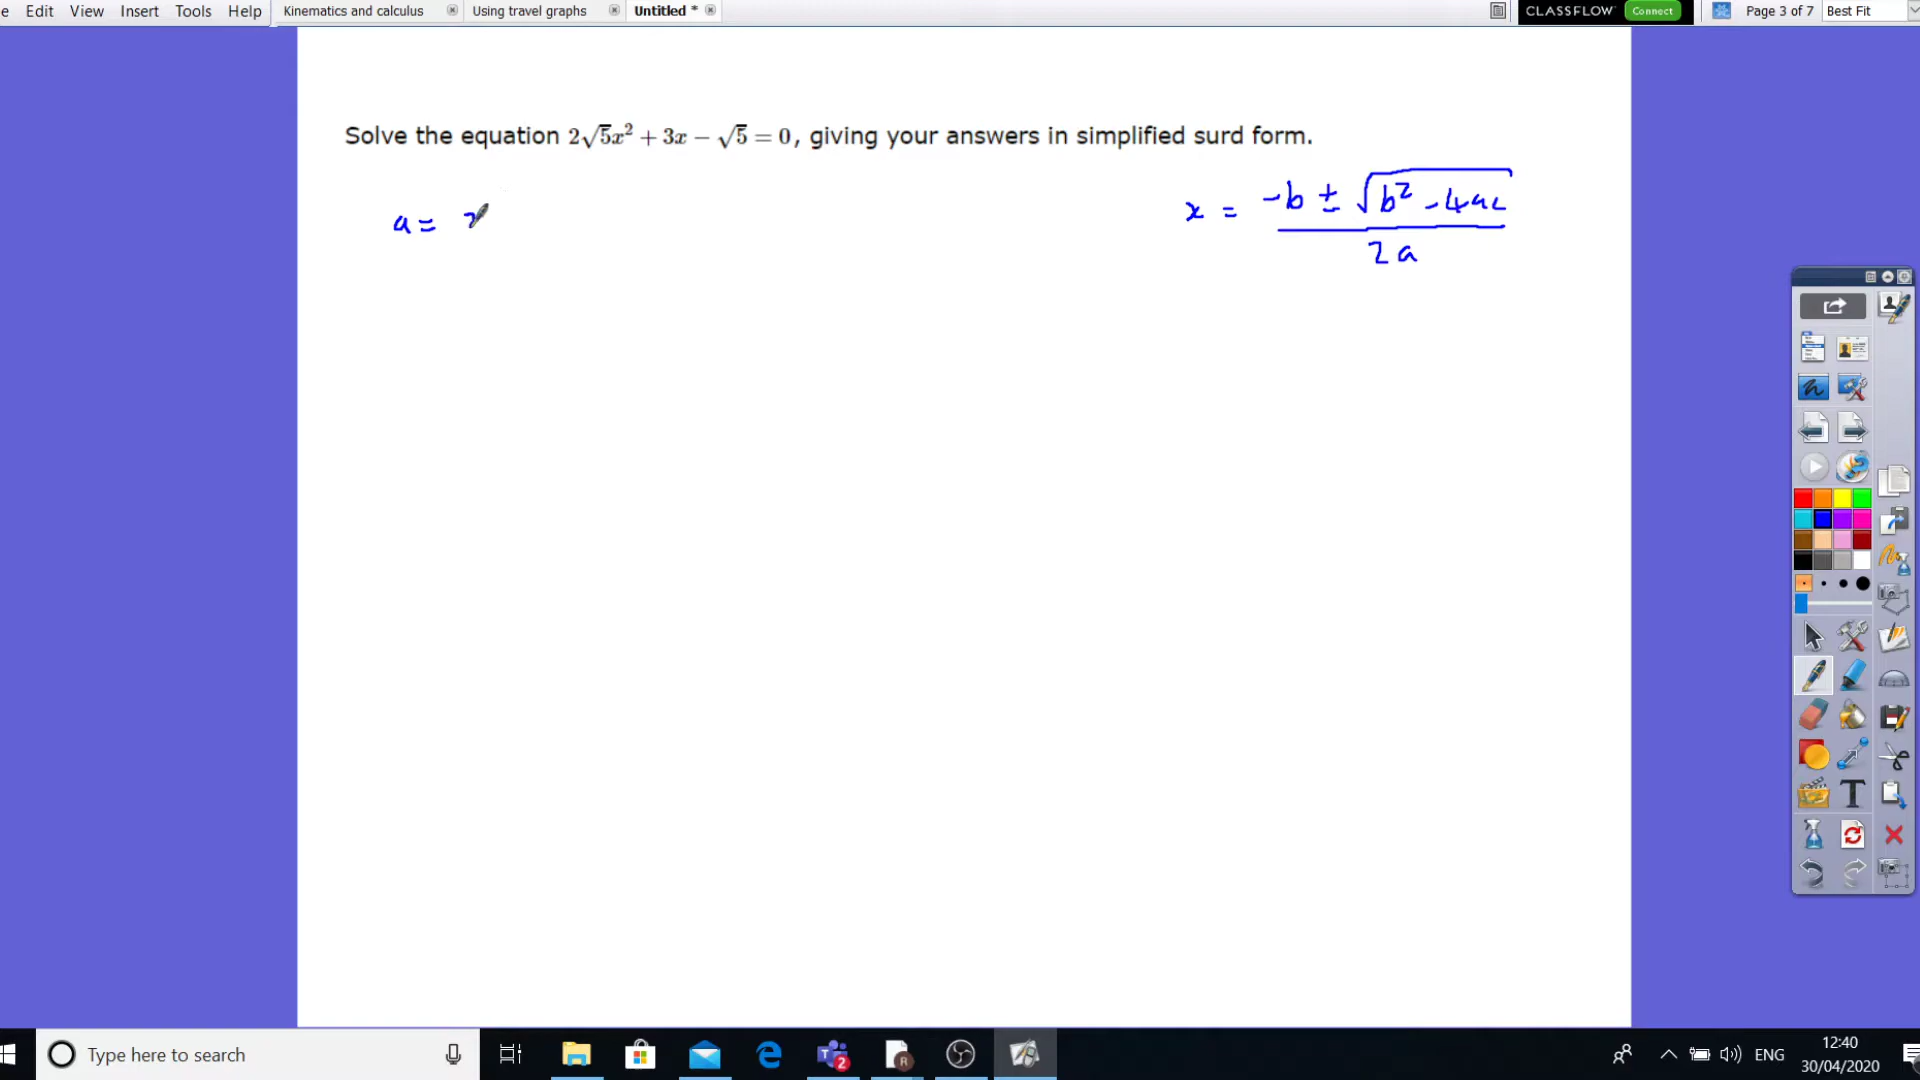 e Edit View Insert Tools Help Kinematics and calculus Using travel graphs Untitled * CLASSFLOW Connect Page 3 of 7 Best Fit
Solve the equation 2√5x² + 3x − √5 = 0, giving your answers in simplified surd form.
a =
x = (-b ± √(b² - 4ac)) / 2a
T
Type here to search
2
R
ENG
12:40
30/04/2020